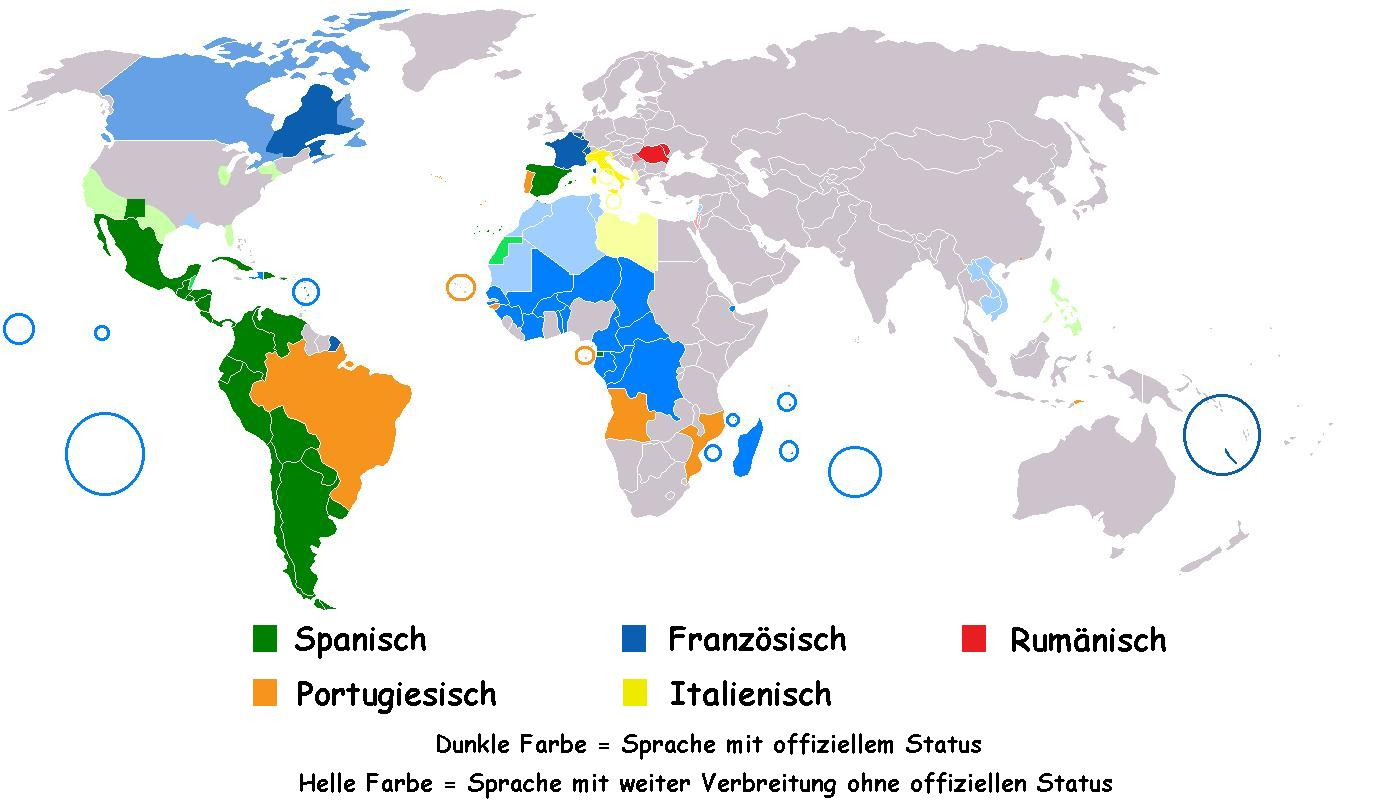 Spanisch Französisch Rumänisch
Portugiesisch Italienisch
Dunkle Farbe = Sprache mit offiziellem Status
Helle Farbe = Sprache mit weiter Verbreitung ohne offiziellen Status